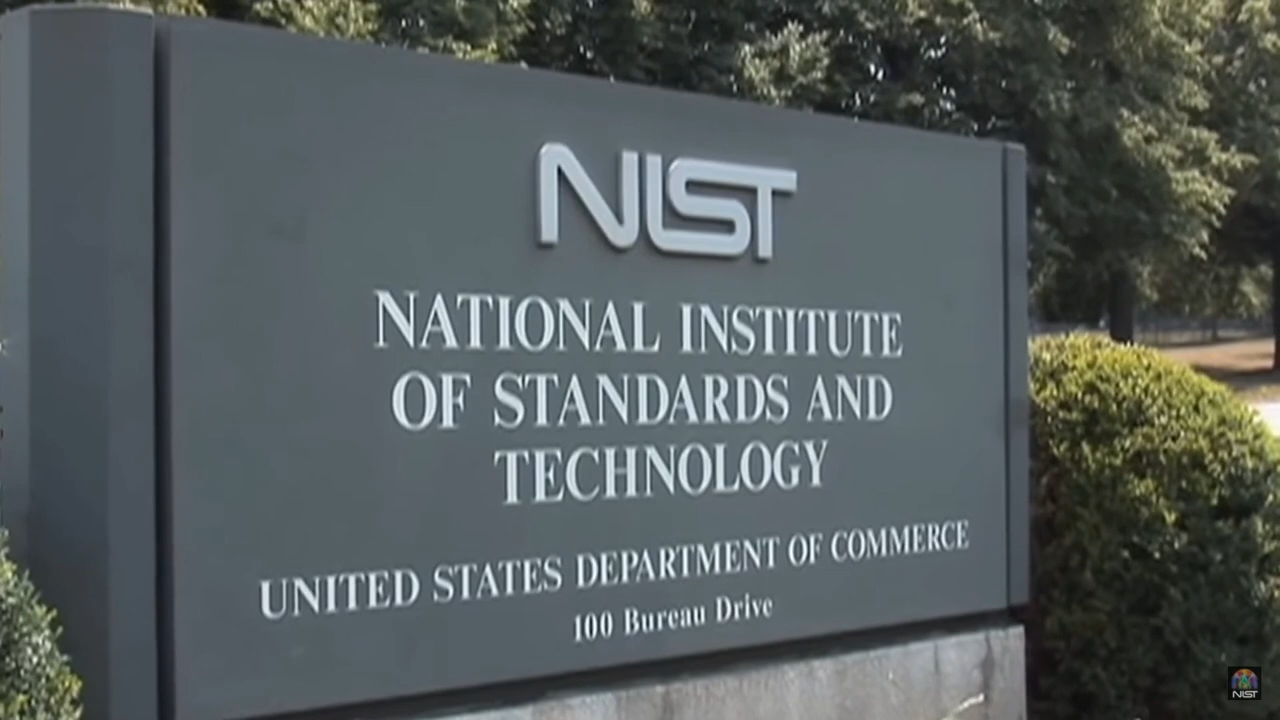 NIST
NATIONAL INSTITUTE
OF STANDARDS AND
TECHNOLOGY
UNITED STATES DEPARTMENT OF COMMERCE
100 Bureau Drive
NIST